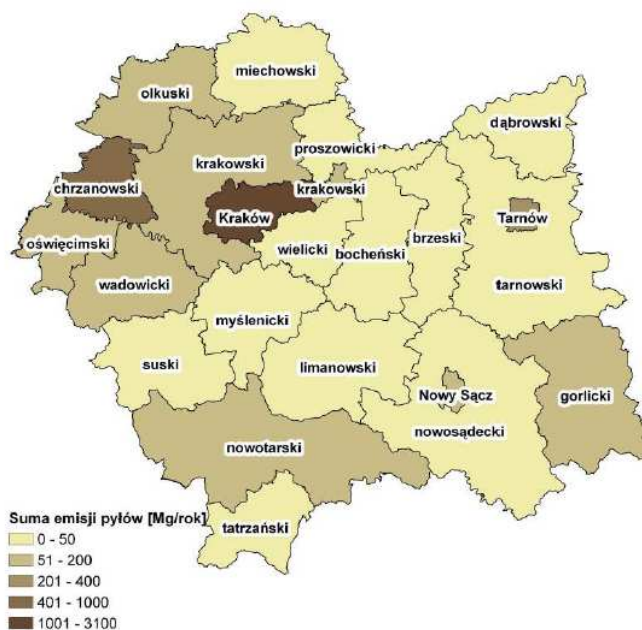 miechowski
olkuski
dąbrowski
proszowicki
krakowski
chrzanowski
krakowski
Kraków
Tarnów
oświęcimski
wielicki
bocheński
brzeski
wadowicki
tarnowski
myślenicki
suski
limanowski
Nowy Sącz
gorlicki
nowosądecki
nowotarski
tatrzański
Suma emisji pyłów [Mg/rok]
0 - 50
51 - 200
201 - 400
401 - 1000
1001 - 3100